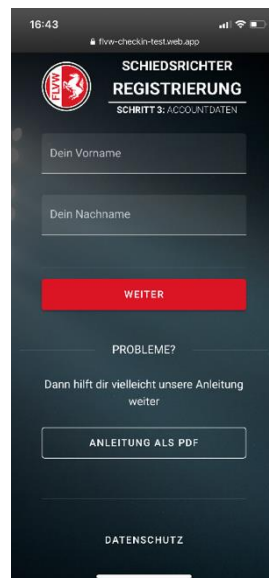 16:43
flvw-checkin-test.web.app
FLVW
SCHIEDSRICHTER
REGISTRIERUNG
SCHRITT 3: ACCOUNTDATEN
Dein Vorname
Dein Nachname
WEITER
PROBLEME?
Dann hilft dir vielleicht unsere Anleitung
weiter
ANLEITUNG ALS PDF
DATENSCHUTZ